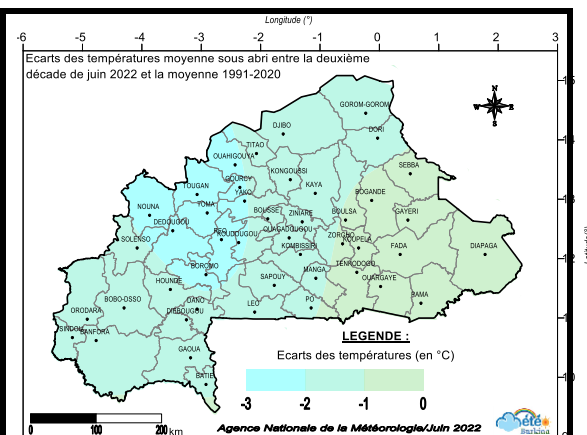 Longitude (°)
-6 -5 -4 -3 -2 -1 0 1 2 3
Ecarts des températures moyenne sous abri entre la deuxième
décade de juin 2022 et la moyenne 1991-2020
N
W E
S
GOROM-GOROM
DJIBO
DORI
TITAO
OUAHIGOUYA
SEBBA
KONGOUSSI
GOURCY
TOUGAN
KAYA
YAKO
BOGANDE
NOUNA
TOMA
BOUSSE
ZINIARE
BOULSA
GAYERI
DEDOUGOU
REO
KOUDOUGOU
OUAGADOUGOU
ZORGHO
KOUPELA
SOLENSO
KOMBISSIRI
FADA
DIAPAGA
BOROMO
MANGA
TENRODOGU
OUARGAYE
HOUNDE
SAPOUY
BOBO-DSSO
DANO
LEO
PO
PAMA
ORODARA
DIEBOUGOU
SINDOU
BANFORA
GAOUA
BATIE
LEGENDE :
Ecarts des températures (en °C)
-3 -2 -1 0
0 100 200 km
Agence Nationale de la Météorologie/Juin 2022
météo
Burkina